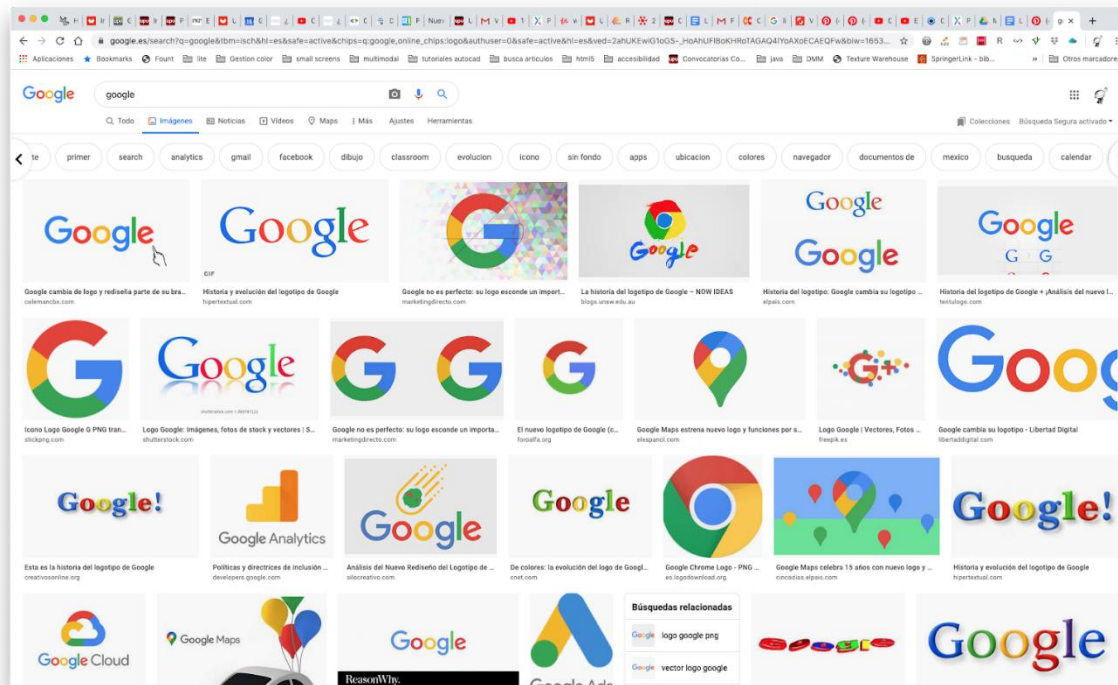 google.es/search?q=google&tbm=isch&hl=es&safe=active&chips=q:google,online_chips:logo&authuser=0&safe=active&hl=es&ved=2ahUKEwiG1oG5-_HoAhUFlBoKHRoTAGAQ4lYoAXoECAEQFw&biw=1653...
Aplicaciones Bookmarks Fount lite Gestion color small screens multimodal tutoriales autocad busca articulos html5 accesibilidad Convocatorias Co... java DMM Texture Warehouse SpringerLink - bib... » Otros marcadores
Google google
Todo Imágenes Noticias Vídeos Maps Más Ajustes Herramientas Colecciones Búsqueda Segura activado
te primer search analytics gmail facebook dibujo classroom evolucion icono sin fondo apps ubicacion colores navegador documentos de mexico busqueda calendar
Google Google G Google Google Google
Google G G
GIF
Google cambia de logo y rediseña parte de su bra... Historia y evolución del logotipo de Google Google no es perfecto: su logo esconde un import... La historia del logotipo de Google – NOW IDEAS Historia del logotipo: Google cambia su logotipo ... Historia del logotipo de Google + ¡Análisis del nuevo l...
colemancbx.com hipertextual.com marketingdirecto.com blogs.unsw.edu.au elpais.com tentulogo.com
G Google G G G G+ Goog
Icono Logo Google G PNG tran... Logo Google: Imágenes, fotos de stock y vectores | S... Google no es perfecto: su logo esconde un importa... El nuevo logotipo de Google (c... Google Maps estrena nuevo logo y funciones por s... Logo Google | Vectores, Fotos ... Google cambia su logotipo - Libertad Digital
stickpng.com shutterstock.com marketingdirecto.com foroalfa.org elespanol.com freepik.es libertaddigital.com
Google! Google Analytics Google Google Google!
Esta es la historia del logotipo de Google Políticas y directrices de inclusión ... Análisis del Nuevo Rediseño del Logotipo de ... De colores: la evolución del logo de Googl... Google Chrome Logo - PNG ... Google Maps celebra 15 años con nuevo logo y ... Historia y evolución del logotipo de Google
creativosonline.org developers.google.com silocreativo.com cnet.com es.logodownload.org cincodias.elpais.com hipertextual.com
Google Cloud Google Maps Google Google Ads Google Google
ReasonWhy.
Búsquedas relacionadas
Google logo google png
Google vector logo google